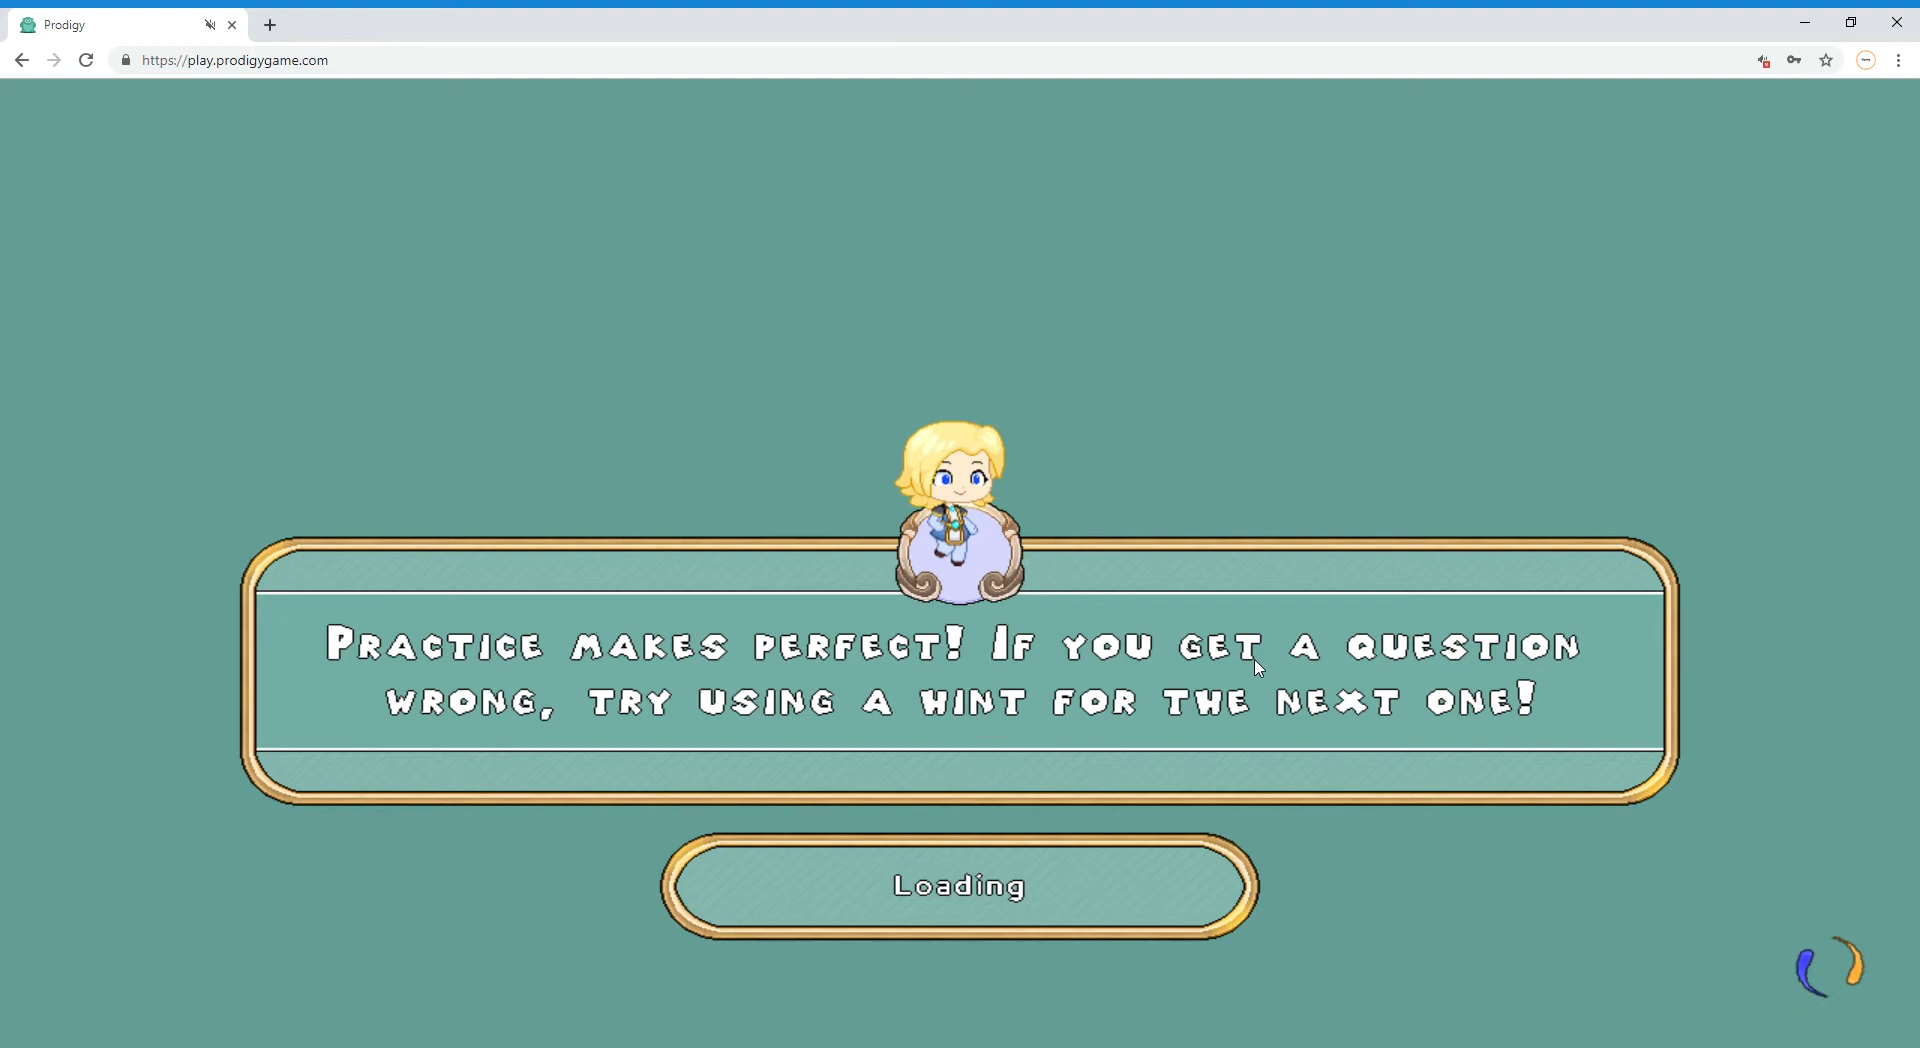 Prodigy
https://play.prodigygame.com
Practice makes perfect! If you get a question
wrong, try using a hint for the next one!
Loading